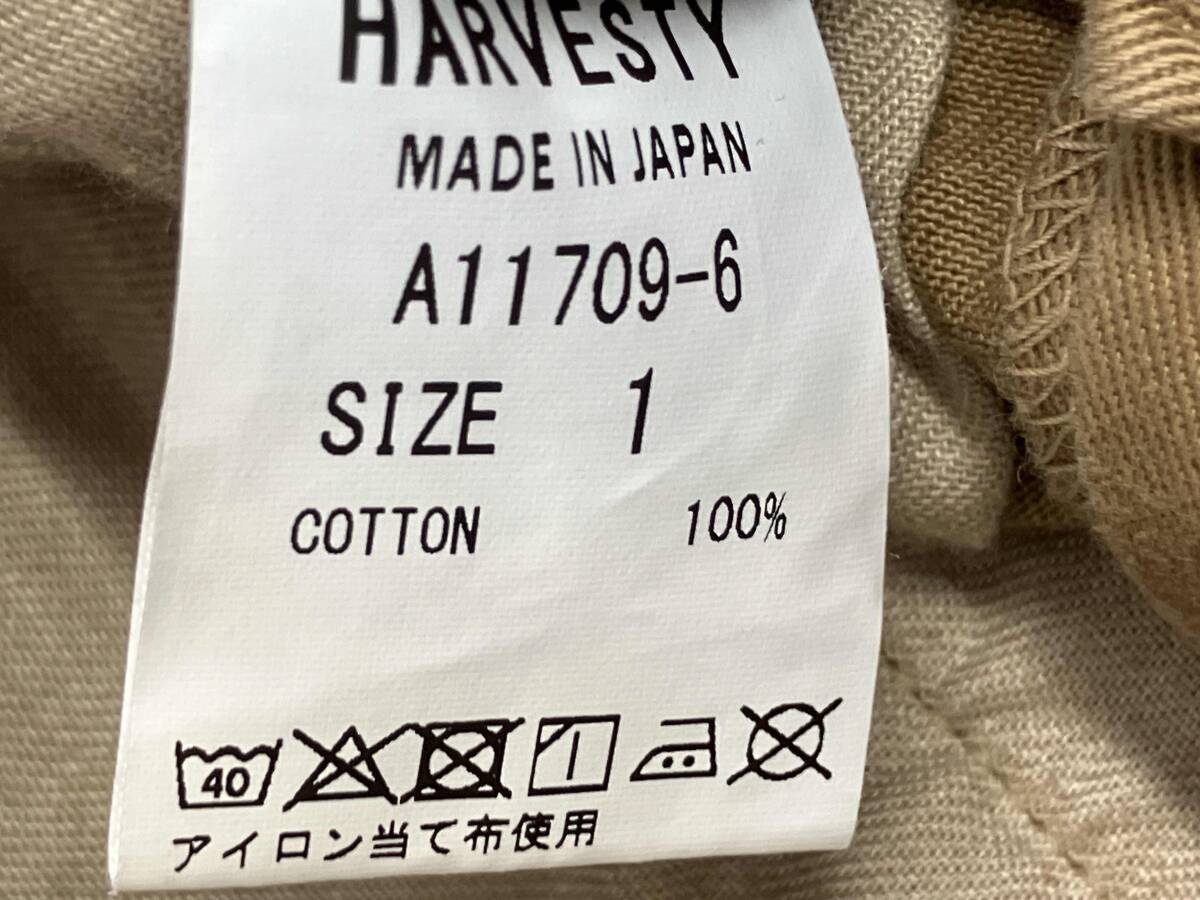 HARVESTY
MADE IN JAPAN
A11709-6
SIZE 1
COTTON 100%
40
アイロン当て布使用